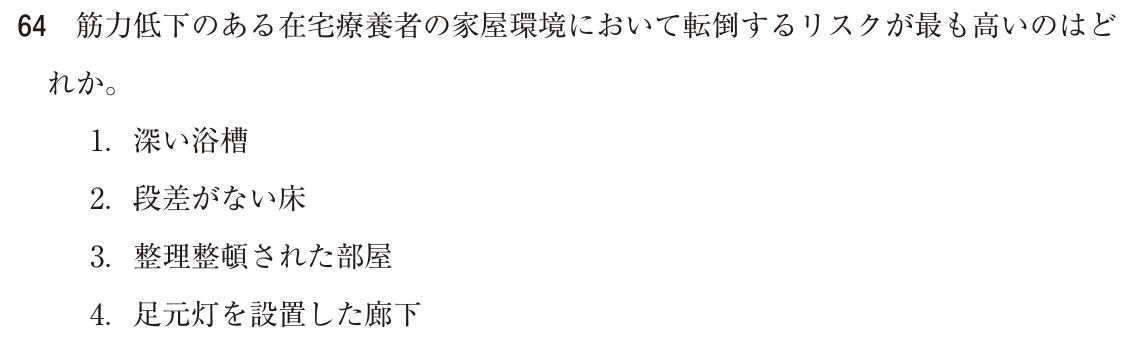 64 筋力低下のある在宅療養者の家屋環境において転倒するリスクが最も高いのはど
れか。
1. 深い浴槽
2. 段差がない床
3. 整理整頓された部屋
4. 足元灯を設置した廊下